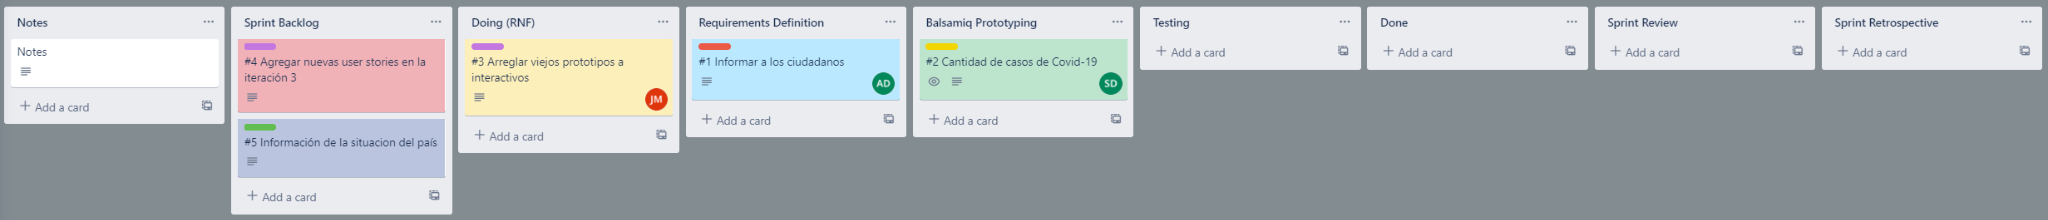 Notes
Notes
+ Add a card
Sprint Backlog
#4 Agregar nuevas user stories en la
iteración 3
#5 Información de la situacion del país
+ Add a card
Doing (RNF)
#3 Arreglar viejos prototipos a
interactivos
JM
+ Add a card
Requirements Definition
#1 Informar a los ciudadanos
AD
+ Add a card
Balsamiq Prototyping
#2 Cantidad de casos de Covid-19
SD
+ Add a card
Testing
+ Add a card
Done
+ Add a card
Sprint Review
+ Add a card
Sprint Retrospective
+ Add a card